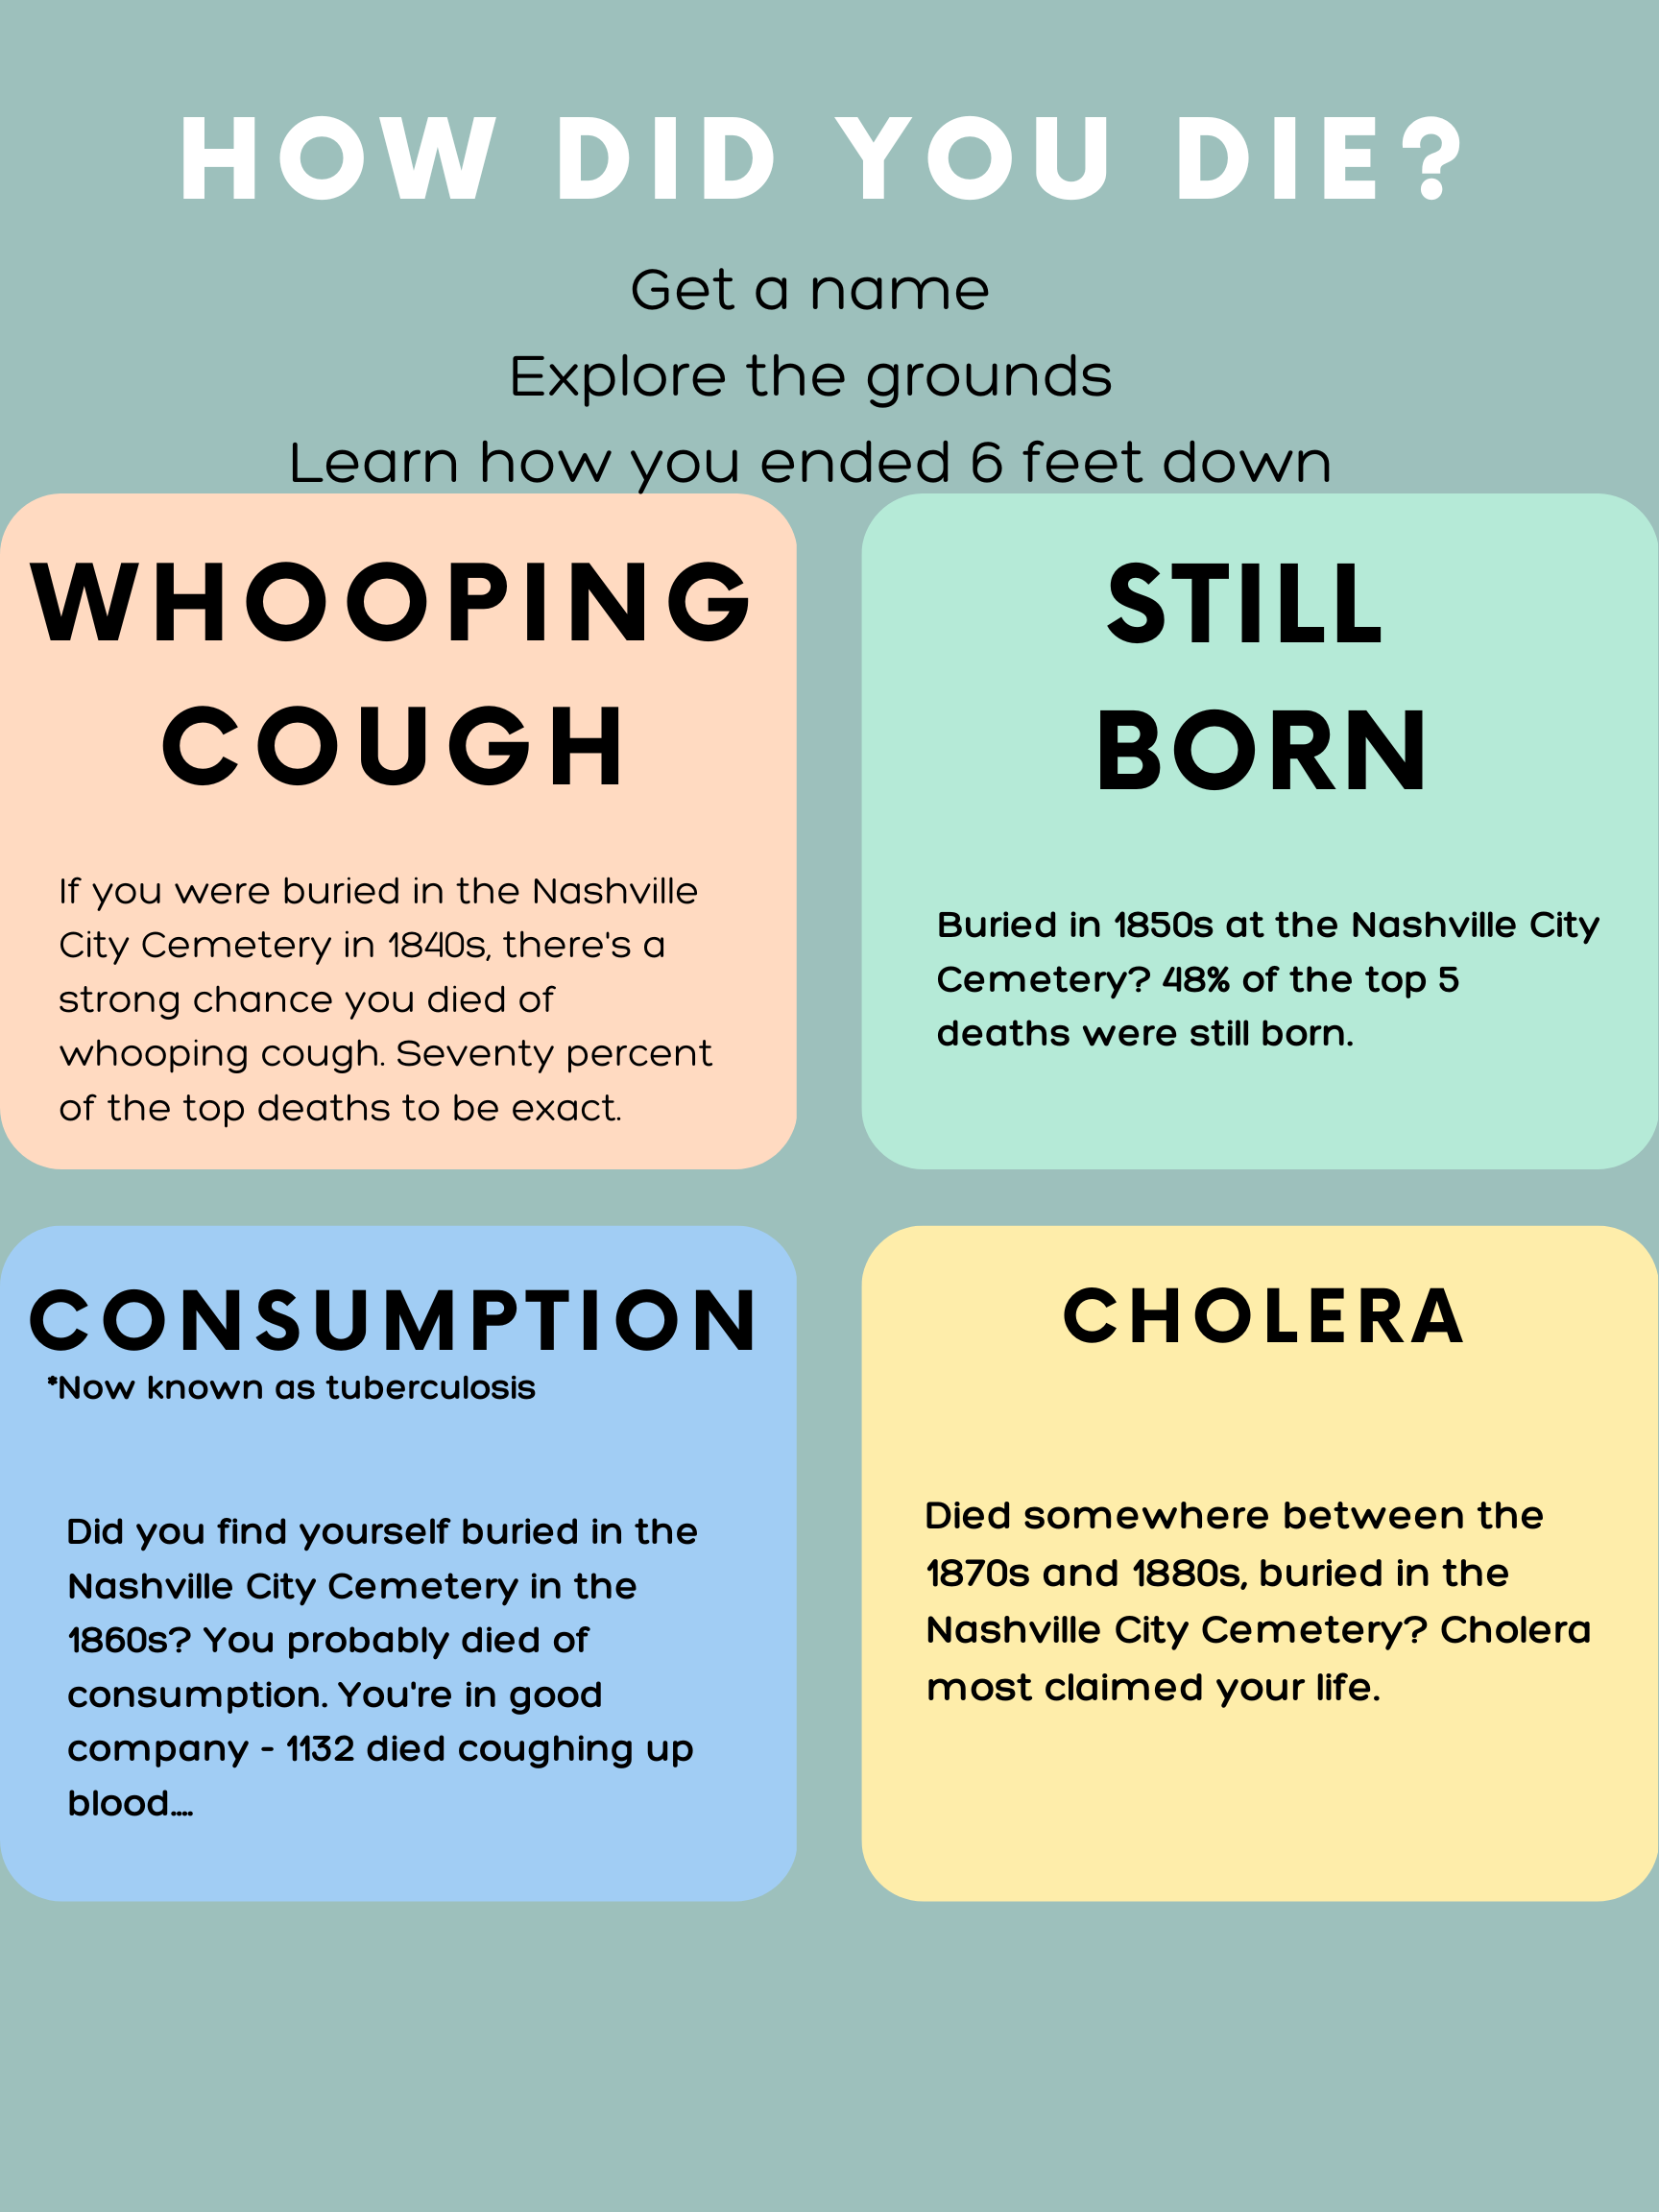 HOW DID YOU DIE?
Get a name
Explore the grounds
Learn how you ended 6 feet down
WHOOPING
COUGH
If you were buried in the Nashville
City Cemetery in 1840s, there's a
strong chance you died of
whooping cough. Seventy percent
of the top deaths to be exact.
STILL
BORN
Buried in 1850s at the Nashville City
Cemetery? 48% of the top 5
deaths were still born.
CONSUMPTION
*Now known as tuberculosis
Did you find yourself buried in the
Nashville City Cemetery in the
1860s? You probably died of
consumption. You're in good
company - 1132 died coughing up
blood....
CHOLERA
Died somewhere between the
1870s and 1880s, buried in the
Nashville City Cemetery? Cholera
most claimed your life.